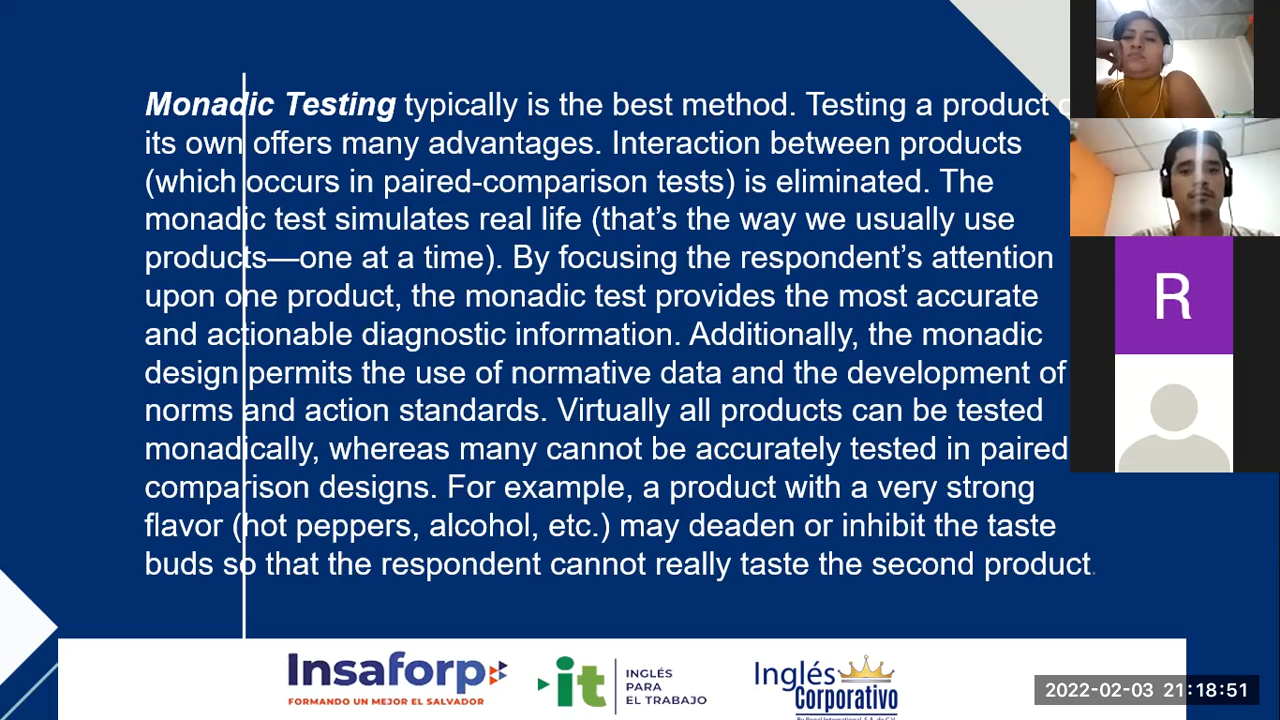 Monadic Testing typically is the best method. Testing a product
its own offers many advantages. Interaction between products
(which occurs in paired-comparison tests) is eliminated. The
monadic test simulates real life (that's the way we usually use
products—one at a time). By focusing the respondent's attention
upon one product, the monadic test provides the most accurate
and actionable diagnostic information. Additionally, the monadic
design permits the use of normative data and the development of
norms and action standards. Virtually all products can be tested
monadically, whereas many cannot be accurately tested in paired
comparison designs. For example, a product with a very strong
flavor (hot peppers, alcohol, etc.) may deaden or inhibit the taste
buds so that the respondent cannot really taste the second product.
R
Insaforp
FORMANDO UN MEJOR EL SALVADOR
it
INGLÉS
PARA
EL TRABAJO
Inglés
Corporativo
2022-02-03 21:18:51